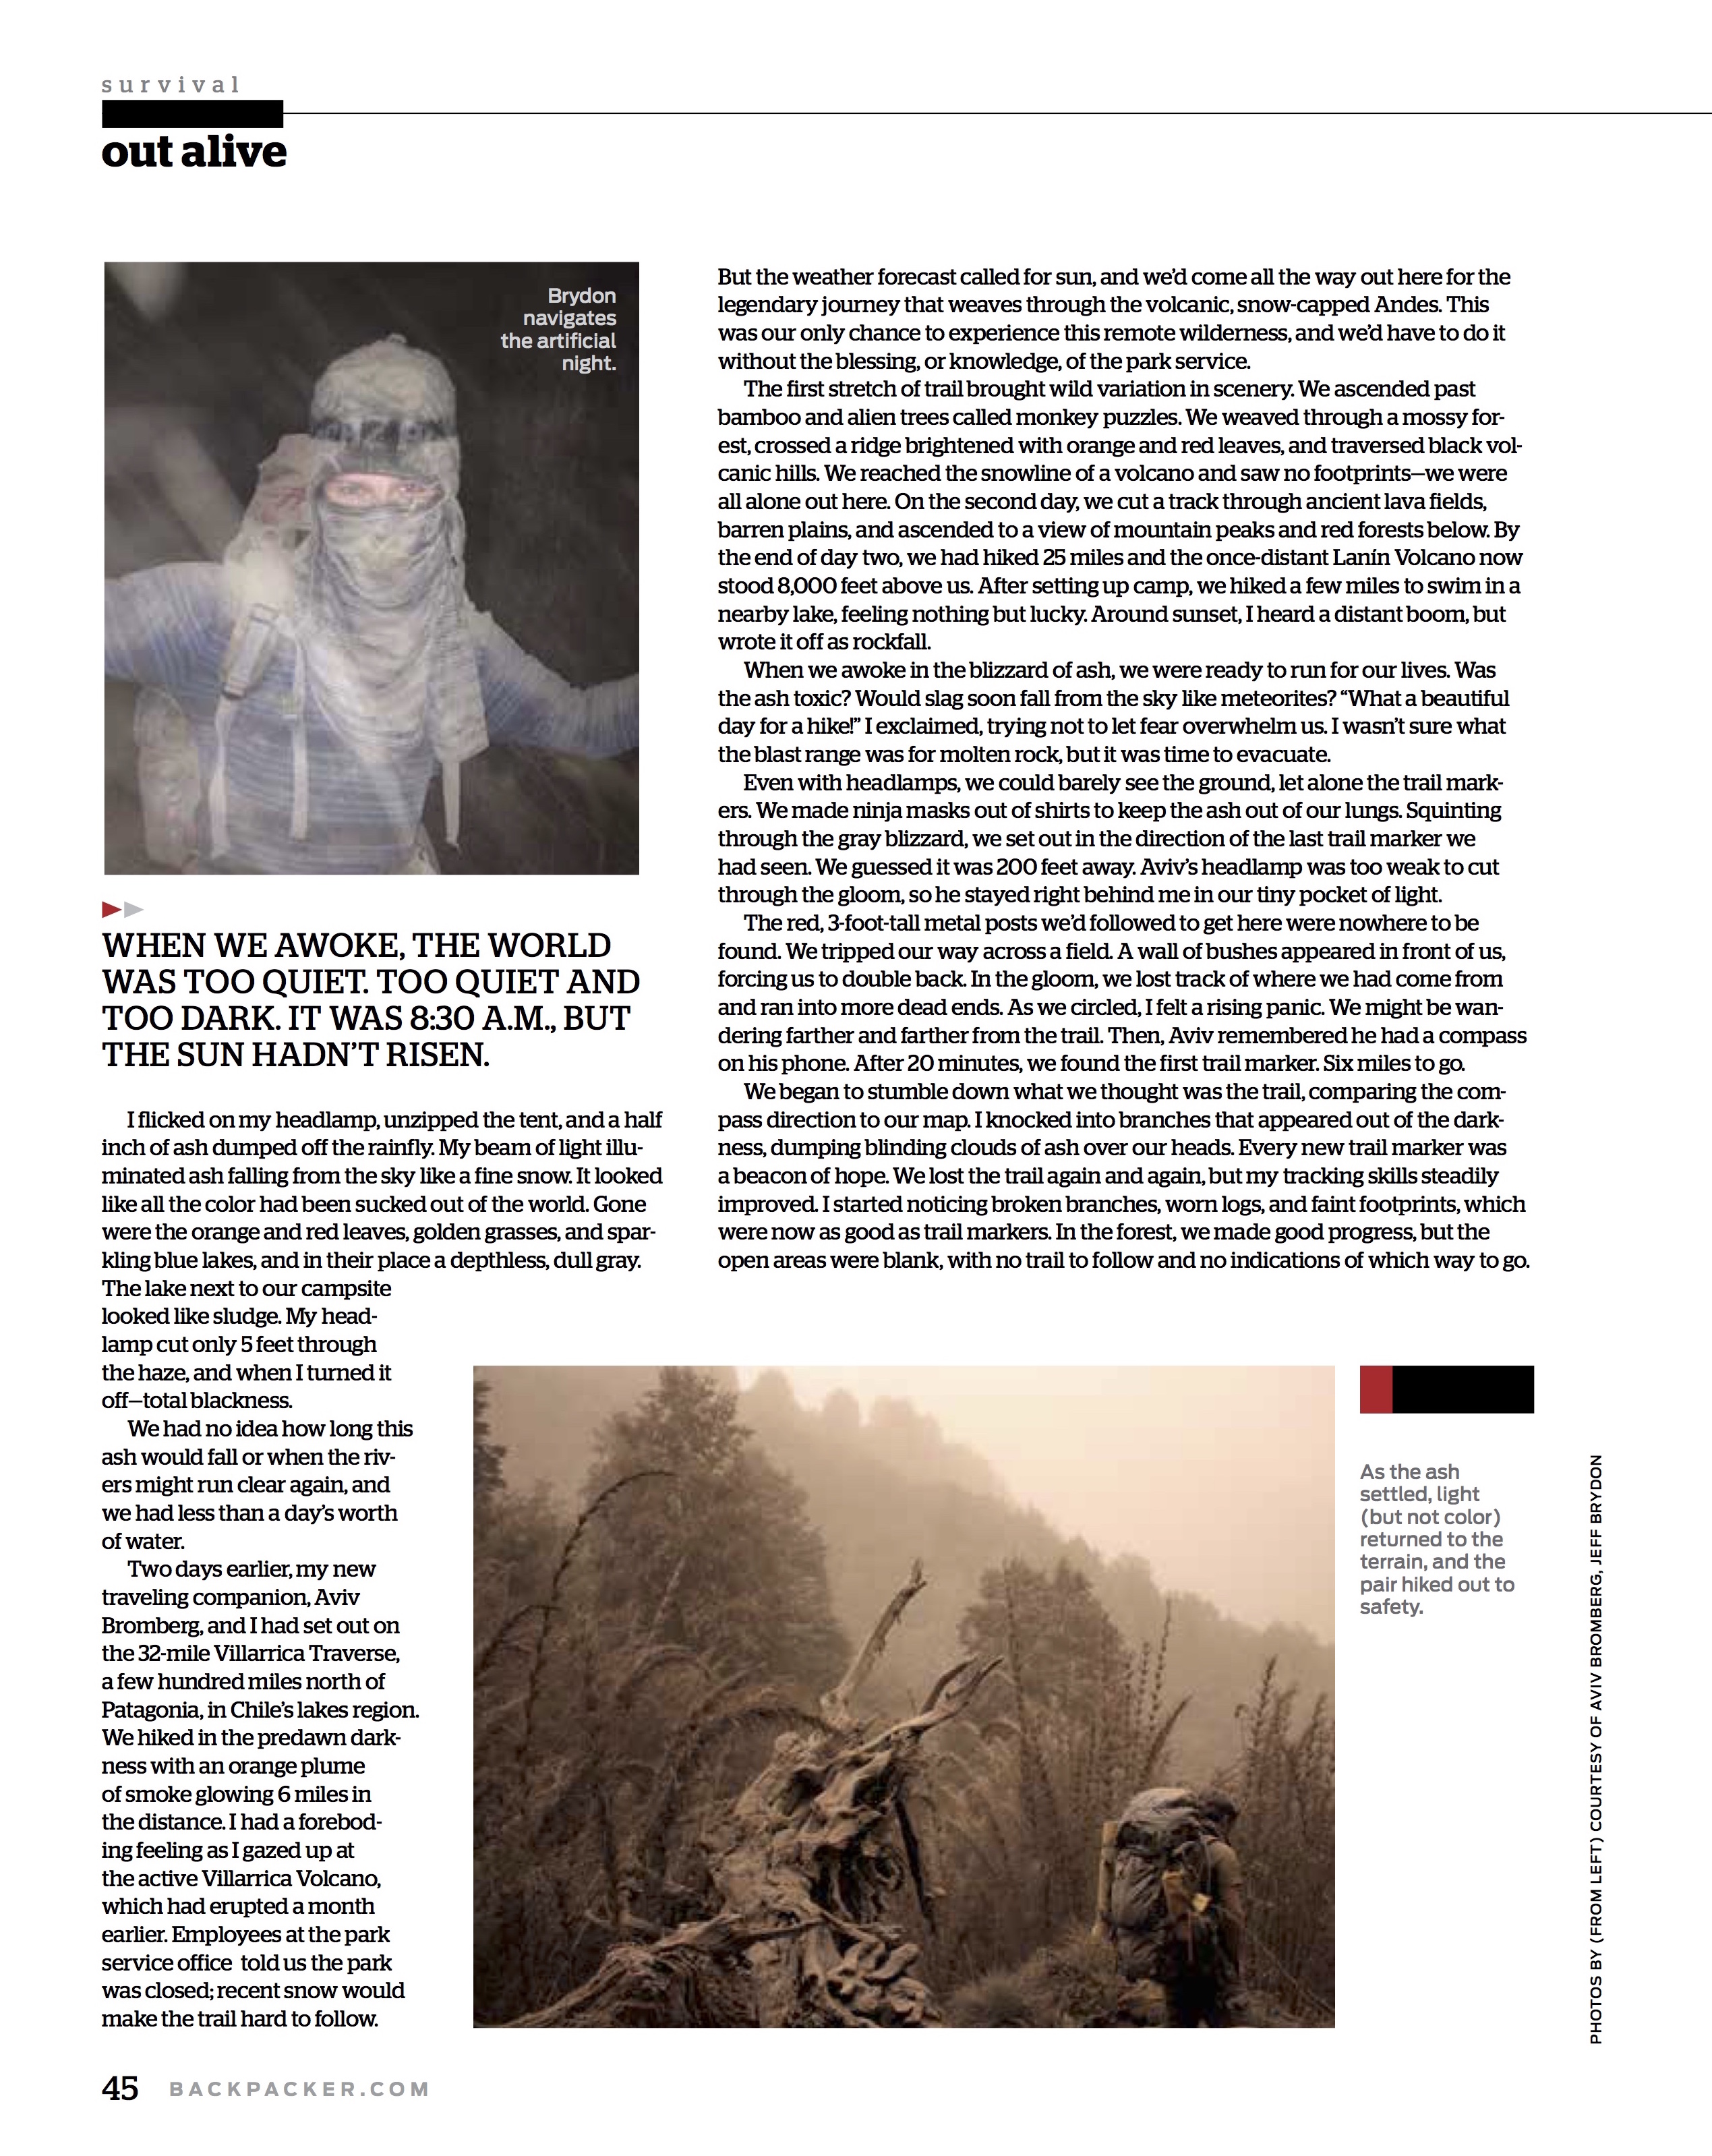 survival
out alive
Brydon
navigates
the artificial
night.
WHEN WE AWOKE, THE WORLD
WAS TOO QUIET. TOO QUIET AND
TOO DARK. IT WAS 8:30 A.M., BUT
THE SUN HADN'T RISEN.
I flicked on my headlamp, unzipped the tent, and a half
inch of ash dumped off the rainfly. My beam of light illu-
minated ash falling from the sky like a fine snow. It looked
like all the color had been sucked out of the world. Gone
were the orange and red leaves, golden grasses, and spar-
kling blue lakes, and in their place a depthless, dull gray.
The lake next to our campsite
looked like sludge. My head-
lamp cut only 5 feet through
the haze, and when I turned it
off—total blackness.
We had no idea how long this
ash would fall or when the riv-
ers might run clear again, and
we had less than a day's worth
of water.
Two days earlier, my new
traveling companion, Aviv
Bromberg, and I had set out on
the 32-mile Villarrica Traverse,
a few hundred miles north of
Patagonia, in Chile's lakes region.
We hiked in the predawn dark-
ness with an orange plume
of smoke glowing 6 miles in
the distance. I had a forebod-
ing feeling as I gazed up at
the active Villarrica Volcano,
which had erupted a month
earlier. Employees at the park
service office told us the park
was closed; recent snow would
make the trail hard to follow.
But the weather forecast called for sun, and we'd come all the way out here for the
legendary journey that weaves through the volcanic, snow-capped Andes. This
was our only chance to experience this remote wilderness, and we'd have to do it
without the blessing, or knowledge, of the park service.
The first stretch of trail brought wild variation in scenery. We ascended past
bamboo and alien trees called monkey puzzles. We weaved through a mossy for-
est, crossed a ridge brightened with orange and red leaves, and traversed black vol-
canic hills. We reached the snowline of a volcano and saw no footprints—we were
all alone out here. On the second day, we cut a track through ancient lava fields,
barren plains, and ascended to a view of mountain peaks and red forests below. By
the end of day two, we had hiked 25 miles and the once-distant Lanín Volcano now
stood 8,000 feet above us. After setting up camp, we hiked a few miles to swim in a
nearby lake, feeling nothing but lucky. Around sunset, I heard a distant boom, but
wrote it off as rockfall.
When we awoke in the blizzard of ash, we were ready to run for our lives. Was
the ash toxic? Would slag soon fall from the sky like meteorites? “What a beautiful
day for a hike!” I exclaimed, trying not to let fear overwhelm us. I wasn't sure what
the blast range was for molten rock, but it was time to evacuate.
Even with headlamps, we could barely see the ground, let alone the trail mark-
ers. We made ninja masks out of shirts to keep the ash out of our lungs. Squinting
through the gray blizzard, we set out in the direction of the last trail marker we
had seen. We guessed it was 200 feet away. Aviv's headlamp was too weak to cut
through the gloom, so he stayed right behind me in our tiny pocket of light.
The red, 3-foot-tall metal posts we'd followed to get here were nowhere to be
found. We tripped our way across a field. A wall of bushes appeared in front of us,
forcing us to double back. In the gloom, we lost track of where we had come from
and ran into more dead ends. As we circled, I felt a rising panic. We might be wan-
dering farther and farther from the trail. Then, Aviv remembered he had a compass
on his phone. After 20 minutes, we found the first trail marker. Six miles to go.
We began to stumble down what we thought was the trail, comparing the com-
pass direction to our map. I knocked into branches that appeared out of the dark-
ness, dumping blinding clouds of ash over our heads. Every new trail marker was
a beacon of hope. We lost the trail again and again, but my tracking skills steadily
improved. I started noticing broken branches, worn logs, and faint footprints, which
were now as good as trail markers. In the forest, we made good progress, but the
open areas were blank, with no trail to follow and no indications of which way to go.
As the ash
settled, light
(but not color)
returned to the
terrain, and the
pair hiked out to
safety.
PHOTOS BY (FROM LEFT) COURTESY OF AVIV BROMBERG, JEFF BRYDON
45 BACKPACKER.COM